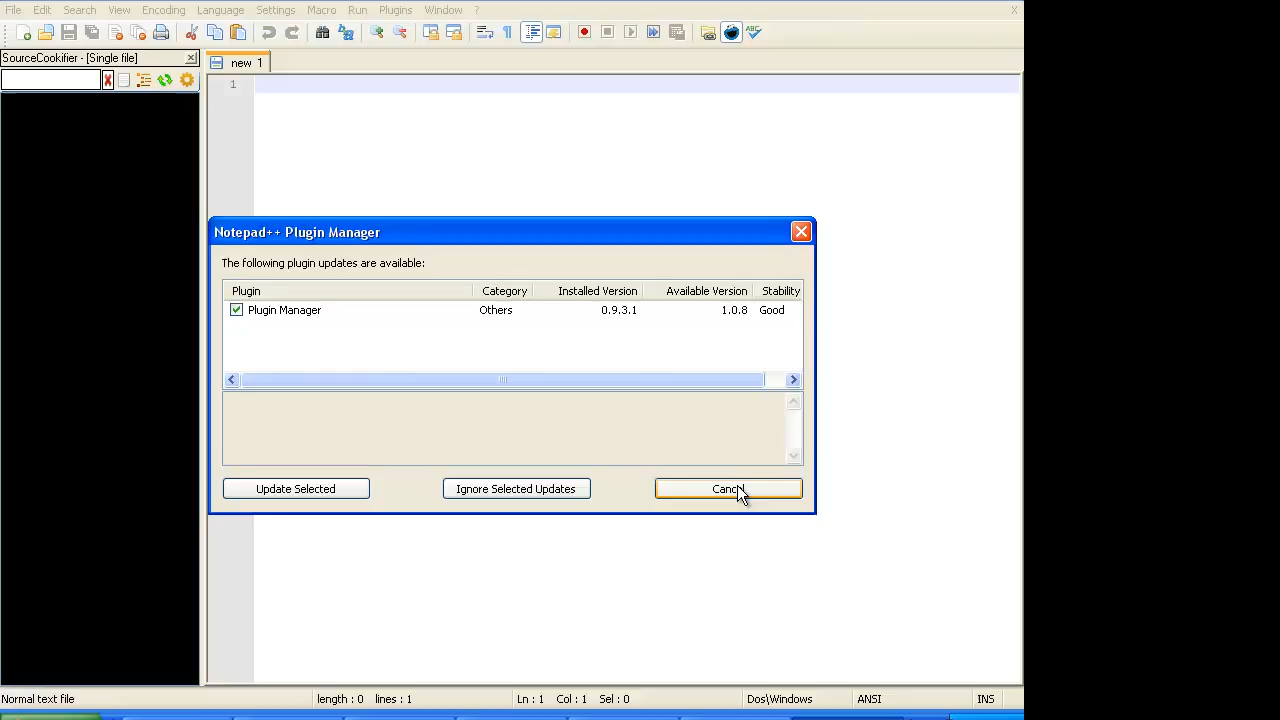 File Edit Search View Encoding Language Settings Macro Run Plugins Window ? X
SourceCookifier - [Single file]
new 1
1
Notepad++ Plugin Manager
The following plugin updates are available:
Plugin Category Installed Version Available Version Stability
Plugin Manager Others 0.9.3.1 1.0.8 Good
Update Selected Ignore Selected Updates Cancel
Normal text file length : 0 lines : 1 Ln : 1 Col : 1 Sel : 0 Dos\Windows ANSI INS